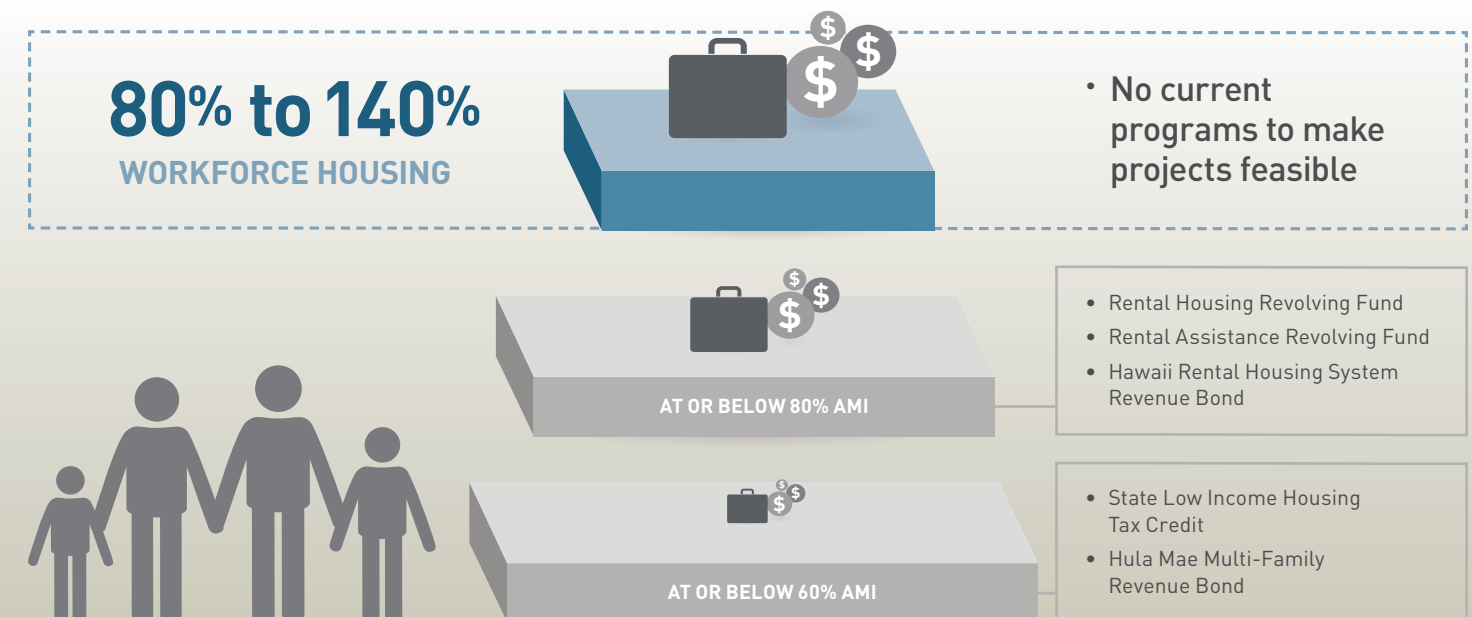 80% to 140%
WORKFORCE HOUSING
$
$
$
• No current
programs to make
projects feasible
$
$
$
AT OR BELOW 80% AMI
• Rental Housing Revolving Fund
• Rental Assistance Revolving Fund
• Hawaii Rental Housing System
Revenue Bond
$
$
$
AT OR BELOW 60% AMI
• State Low Income Housing
Tax Credit
• Hula Mae Multi-Family
Revenue Bond